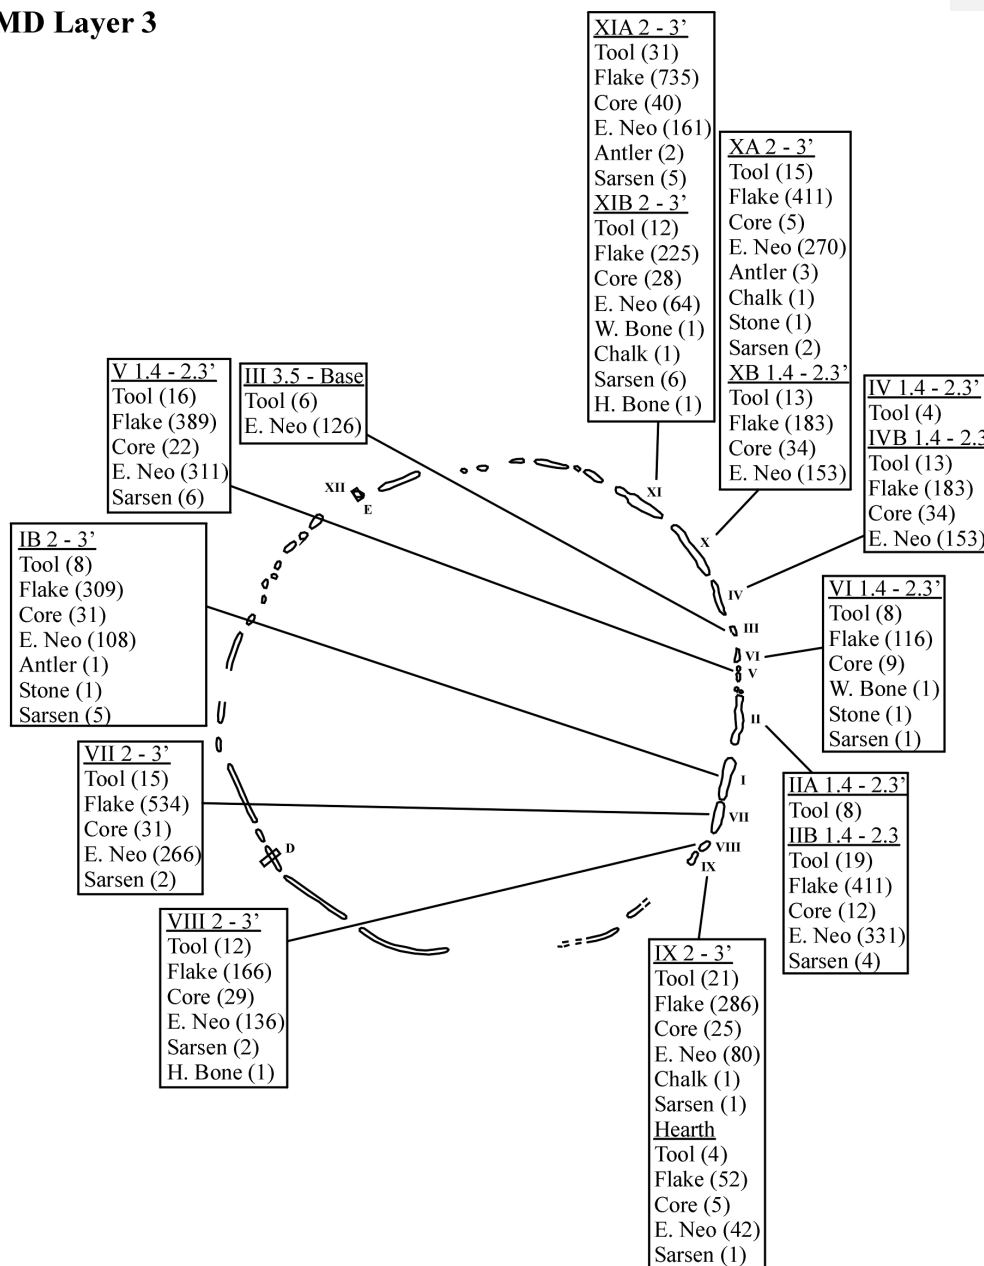 MD Layer 3
XIA 2 - 3’
Tool (31)
Flake (735)
Core (40)
E. Neo (161)
Antler (2)
Sarsen (5)
XIB 2 - 3’
Tool (12)
Flake (225)
Core (28)
E. Neo (64)
W. Bone (1)
Chalk (1)
Sarsen (6)
H. Bone (1)
XA 2 - 3’
Tool (15)
Flake (411)
Core (5)
E. Neo (270)
Antler (3)
Chalk (1)
Stone (1)
Sarsen (2)
XB 1.4 - 2.3’
Tool (13)
Flake (183)
Core (34)
E. Neo (153)
V 1.4 - 2.3’
Tool (16)
Flake (389)
Core (22)
E. Neo (311)
Sarsen (6)
III 3.5 - Base
Tool (6)
E. Neo (126)
IV 1.4 - 2.3’
Tool (4)
IVB 1.4 - 2.3
Tool (13)
Flake (183)
Core (34)
E. Neo (153)
IB 2 - 3’
Tool (8)
Flake (309)
Core (31)
E. Neo (108)
Antler (1)
Stone (1)
Sarsen (5)
VI 1.4 - 2.3’
Tool (8)
Flake (116)
Core (9)
W. Bone (1)
Stone (1)
Sarsen (1)
VII 2 - 3’
Tool (15)
Flake (534)
Core (31)
E. Neo (266)
Sarsen (2)
IIA 1.4 - 2.3’
Tool (8)
IIB 1.4 - 2.3
Tool (19)
Flake (411)
Core (12)
E. Neo (331)
Sarsen (4)
VIII 2 - 3’
Tool (12)
Flake (166)
Core (29)
E. Neo (136)
Sarsen (2)
H. Bone (1)
IX 2 - 3’
Tool (21)
Flake (286)
Core (25)
E. Neo (80)
Chalk (1)
Sarsen (1)
Hearth
Tool (4)
Flake (52)
Core (5)
E. Neo (42)
Sarsen (1)
XII
E
XI
X
IV
III
VI
V
II
I
VII
VIII
IX
D